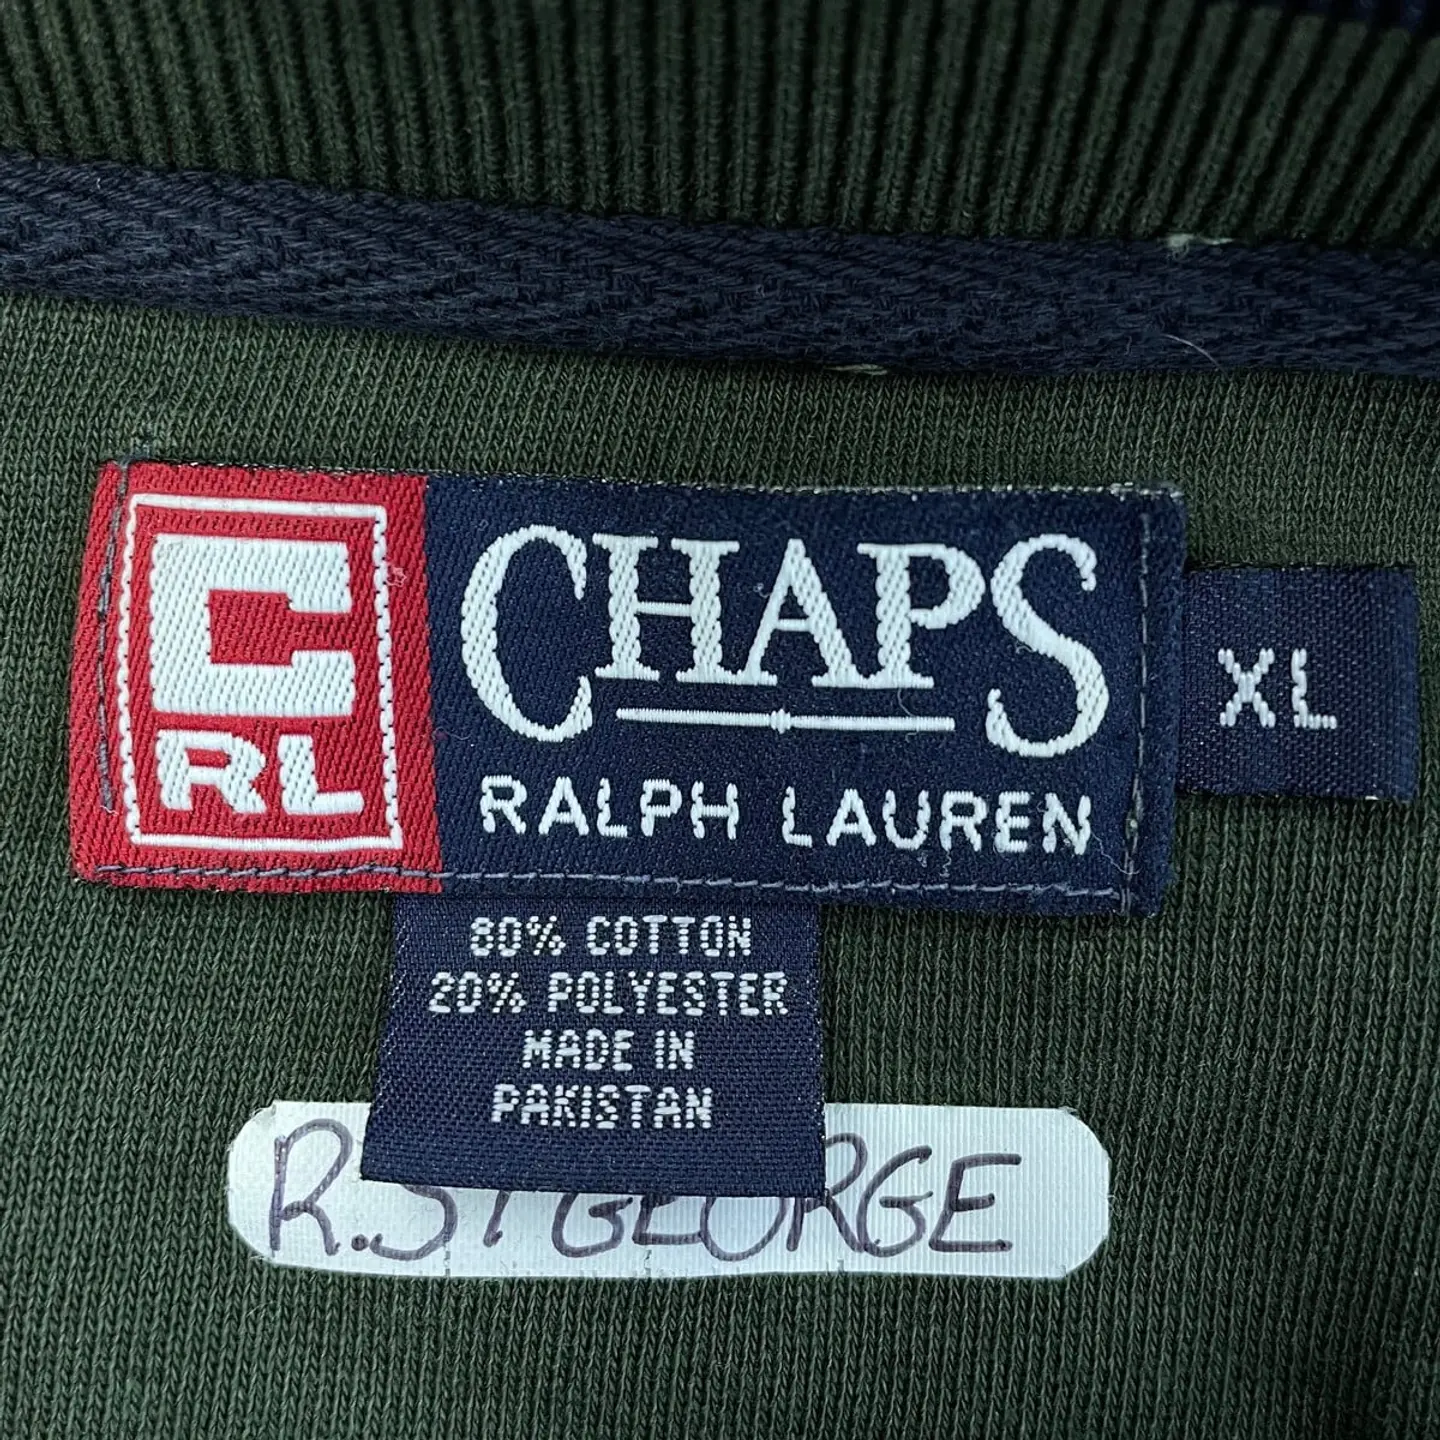 C
RL
CHAPS
RALPH LAUREN
XL
80% COTTON
20% POLYESTER
MADE IN
PAKISTAN
R. ST GEORGE